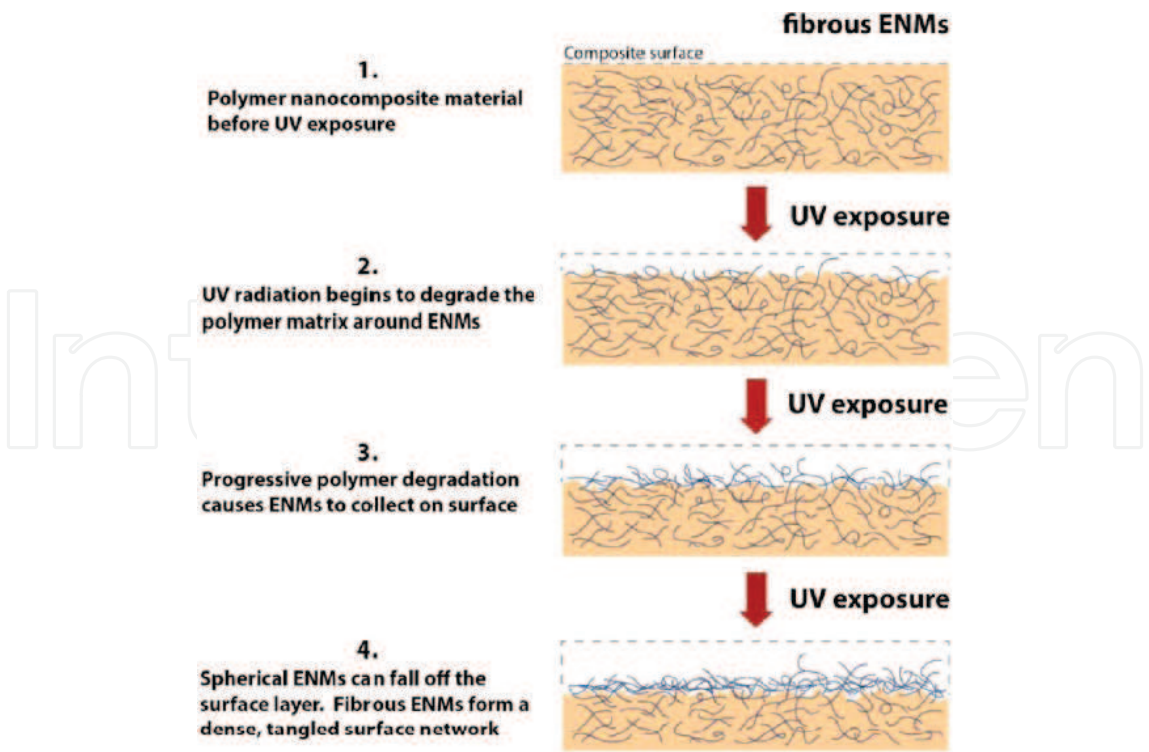 fibrous ENMs
Composite surface
1.
Polymer nanocomposite material
before UV exposure
UV exposure
2.
UV radiation begins to degrade the
polymer matrix around ENMs
UV exposure
3.
Progressive polymer degradation
causes ENMs to collect on surface
UV exposure
4.
Spherical ENMs can fall off the
surface layer. Fibrous ENMs form a
dense, tangled surface network